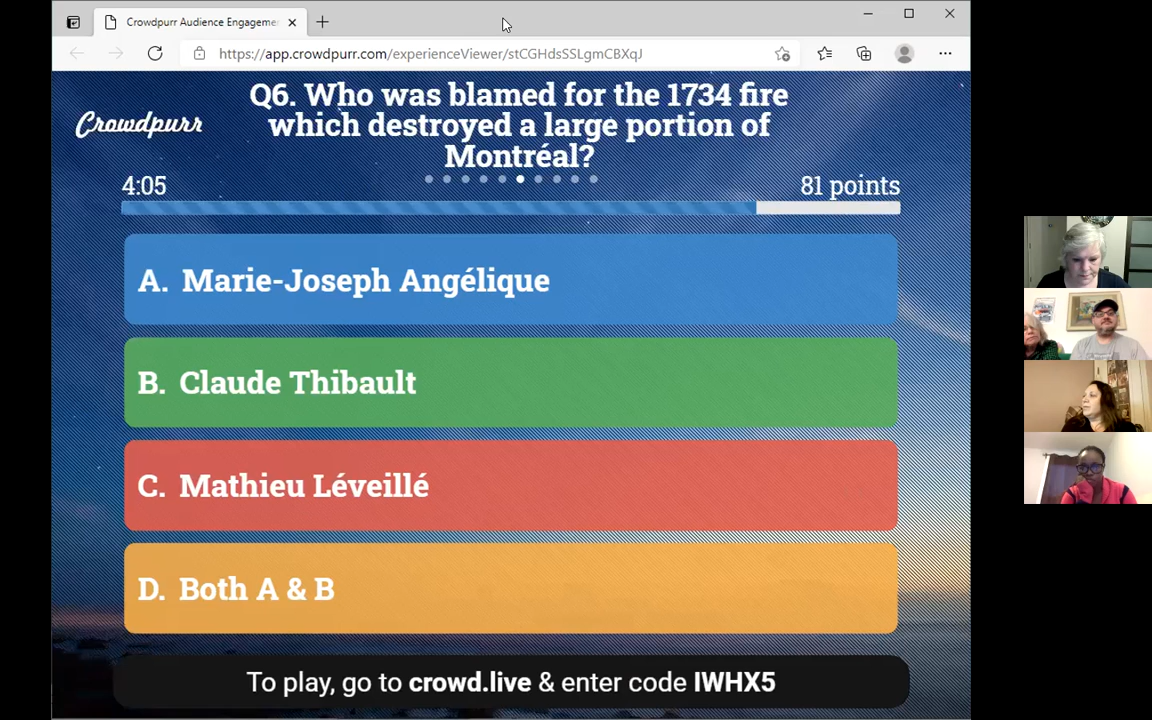 Crowdpurr Audience Engageme
https://app.crowdpurr.com/experienceViewer/stCGHdsSSLgmCBXqJ
Crowdpurr
Q6. Who was blamed for the 1734 fire
which destroyed a large portion of
Montréal?
4:05
81 points
A. Marie-Joseph Angélique
B. Claude Thibault
C. Mathieu Léveillé
D. Both A & B
To play, go to crowd.live & enter code IWHX5